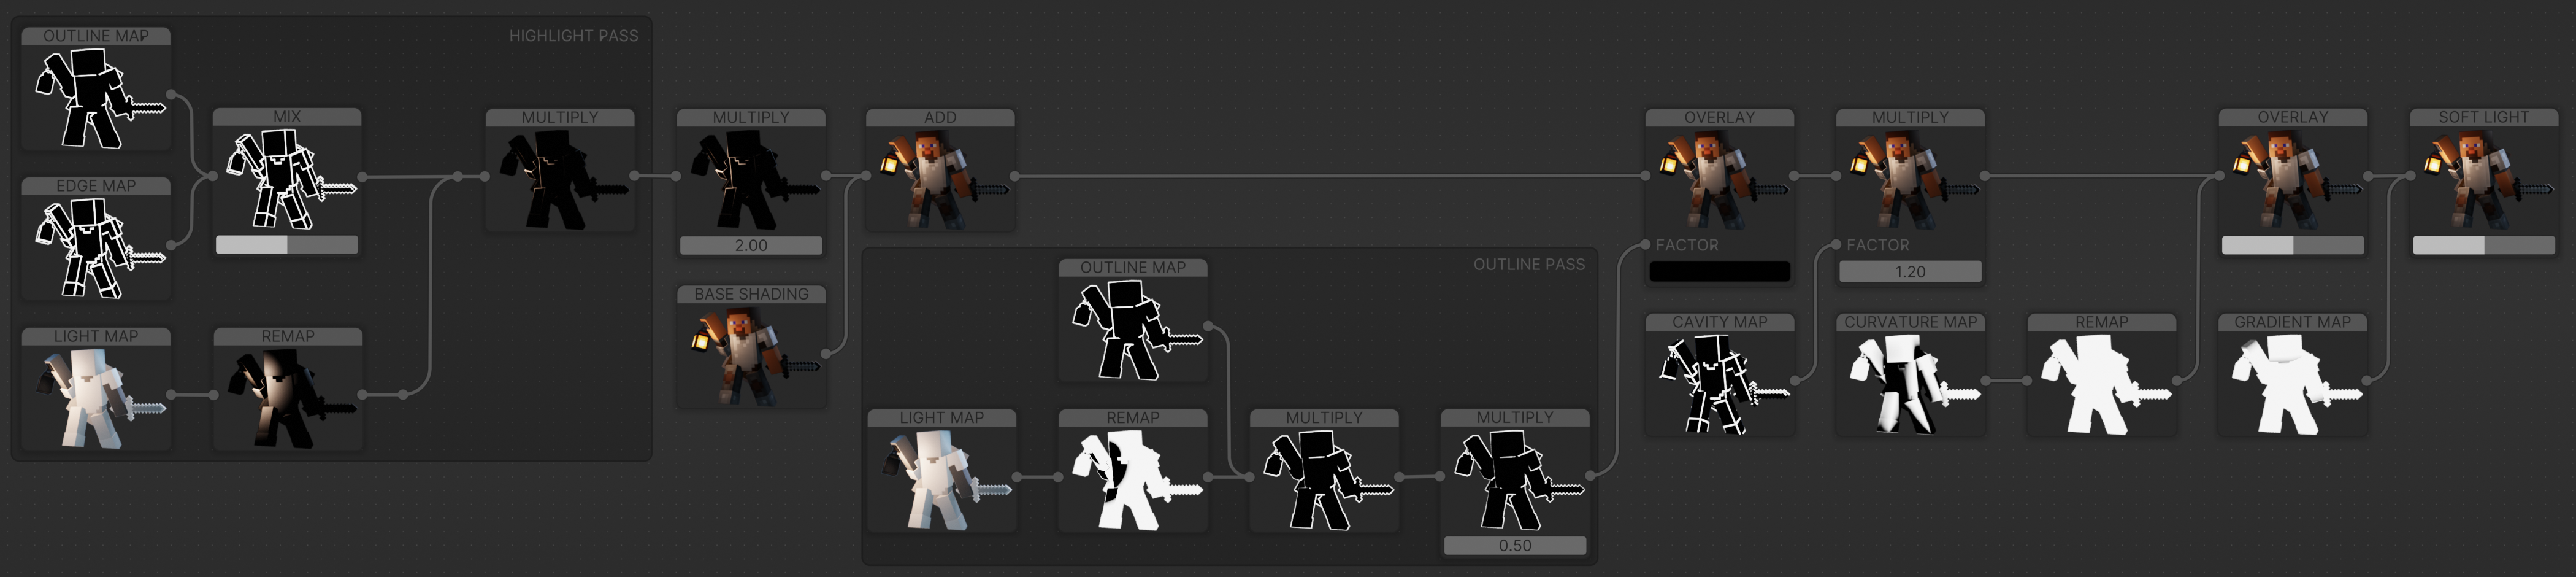 OUTLINE MAP
HIGHLIGHT PASS
MIX
MULTIPLY
EDGE MAP
LIGHT MAP
REMAP
MULTIPLY
2.00
BASE SHADING
ADD
OUTLINE PASS
OUTLINE MAP
LIGHT MAP
REMAP
MULTIPLY
MULTIPLY
0.50
OVERLAY
FACTOR
MULTIPLY
FACTOR
1.20
CAVITY MAP
CURVATURE MAP
REMAP
OVERLAY
GRADIENT MAP
SOFT LIGHT